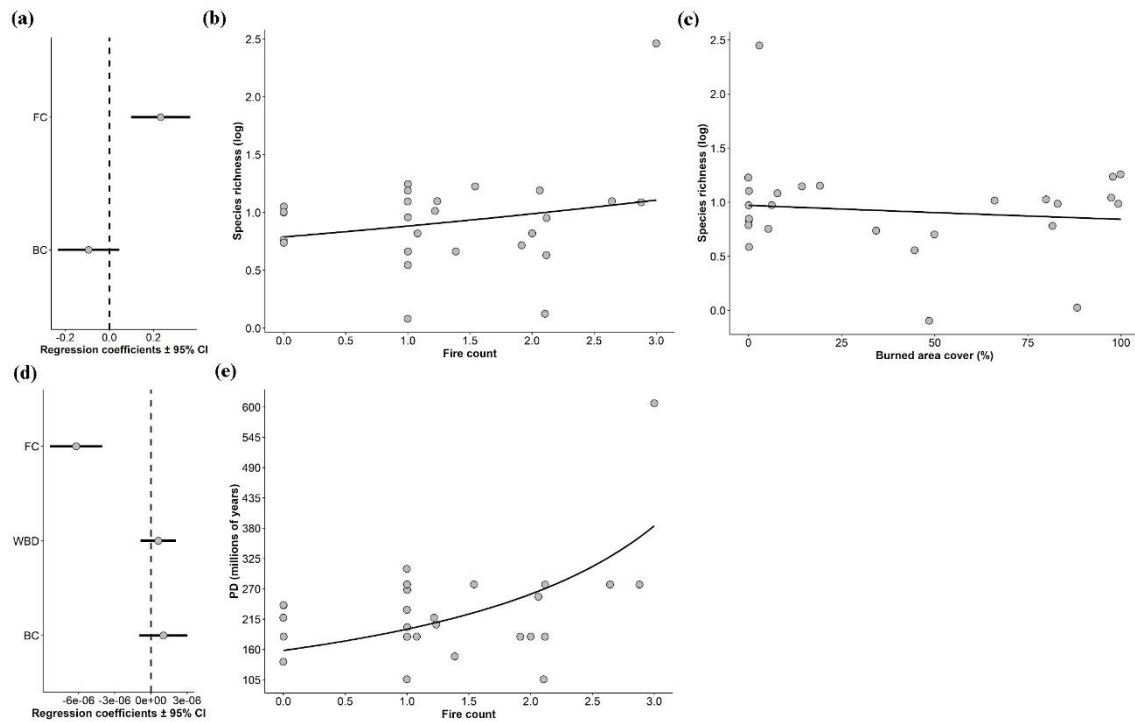 (a)
FC
BC
-0.2
0.0
0.2
Regression coefficients ± 95% CI
(b)
Species richness (log)
2.5
2.0
1.5
1.0
0.5
0.0
0.0
0.5
1.0
1.5
2.0
2.5
3.0
Fire count
(c)
Species richness (log)
2.5
2.0
1.5
1.0
0.5
0.0
0
25
50
75
100
Burned area cover (%)
(d)
FC
WBD
BC
-6e-06
-3e-06
0e+00
3e-06
Regression coefficients ± 95% CI
(e)
PD (millions of years)
600
545
490
435
380
325
270
215
160
105
0.0
0.5
1.0
1.5
2.0
2.5
3.0
Fire count